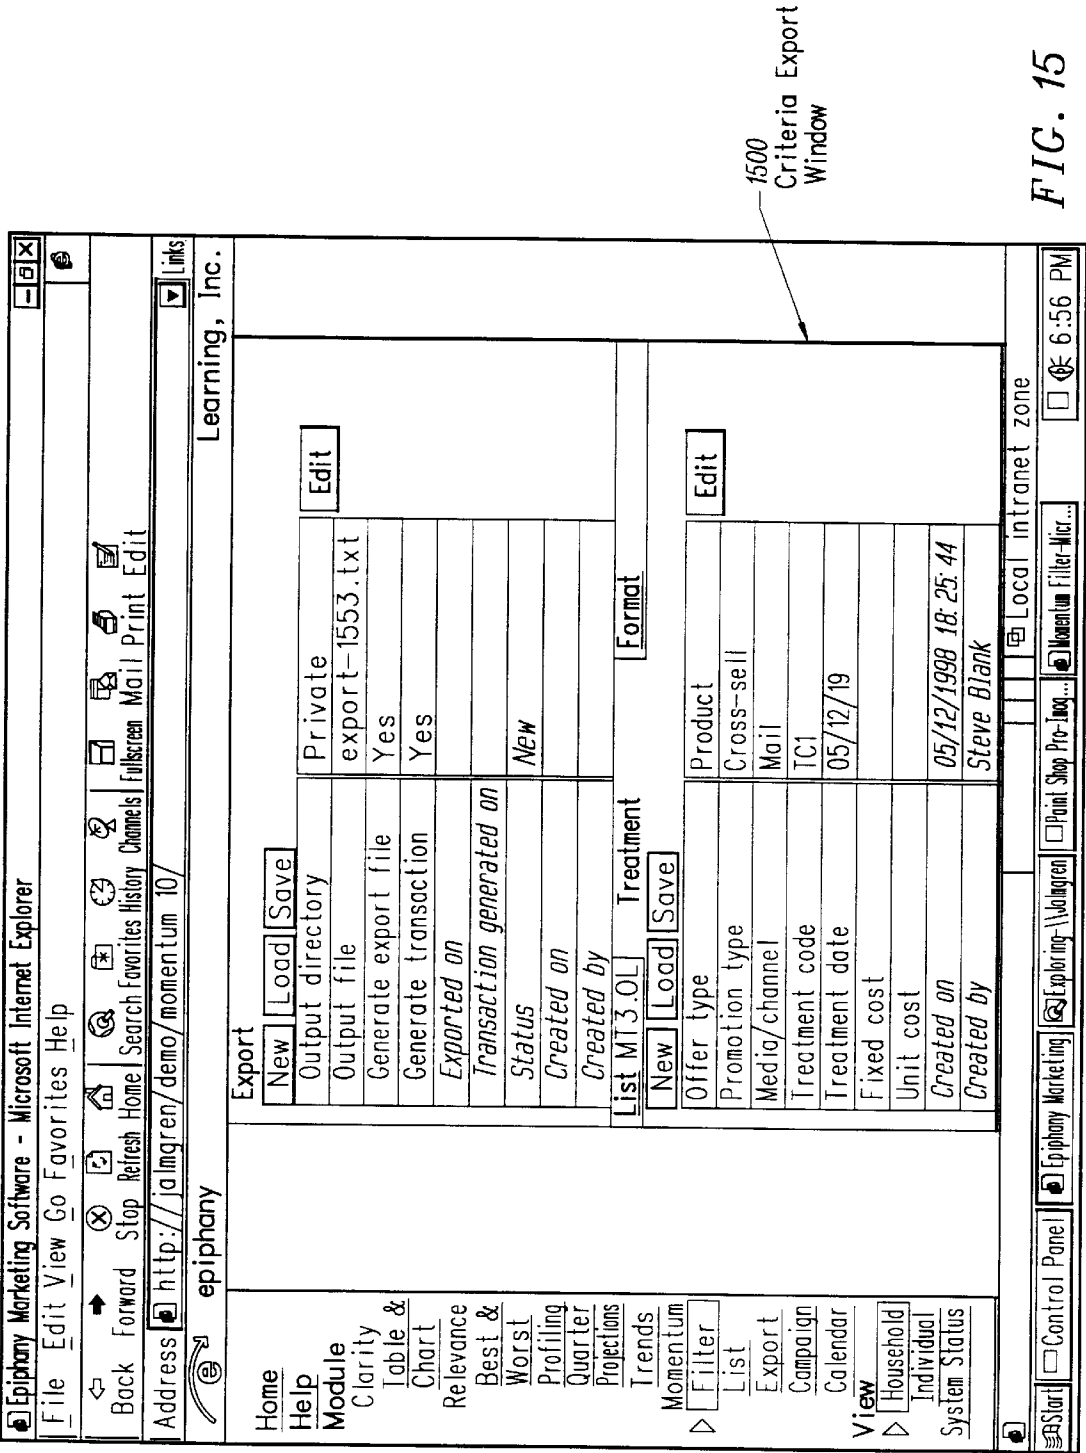 Epiphany Marketing Software - Microsoft Internet Explorer
File Edit View Go Favorites Help
Back Forward Stop Refresh Home Search Favorites History Channels Fullscreen Mail Print Edit
Address http://jalmgren/demo/momentum 10/ Links
e epiphany Learning, Inc.
Home
Help
Module
Clarity
Table &
Chart
Relevance
Best &
Worst
Profiling
Quarter
Projections
Trends
Momentum
Filter
List
Export
Campaign
Calendar
View
Household
Individual
System Status
Export
New Load Save
Output directory Private Edit
Output file export-1553.txt
Generate export file Yes
Generate transaction Yes
Exported on
Transaction generated on
Status New
Created on
Created by
List MT3.0L Treatment Format
New Load Save
Offer type Product Edit
Promotion type Cross-sell
Media/channel Mail
Treatment code TC1
Treatment date 05/12/19
Fixed cost
Unit cost
Created on 05/12/1998 18:25:44
Created by Steve Blank
Local intranet zone
Start Control Panel Epiphany Marketing Exploring-\\Jalmgren Paint Shop Pro-Imag... Momentum Filter-Micr... 6:56 PM
1500
Criteria Export
Window
FIG. 15